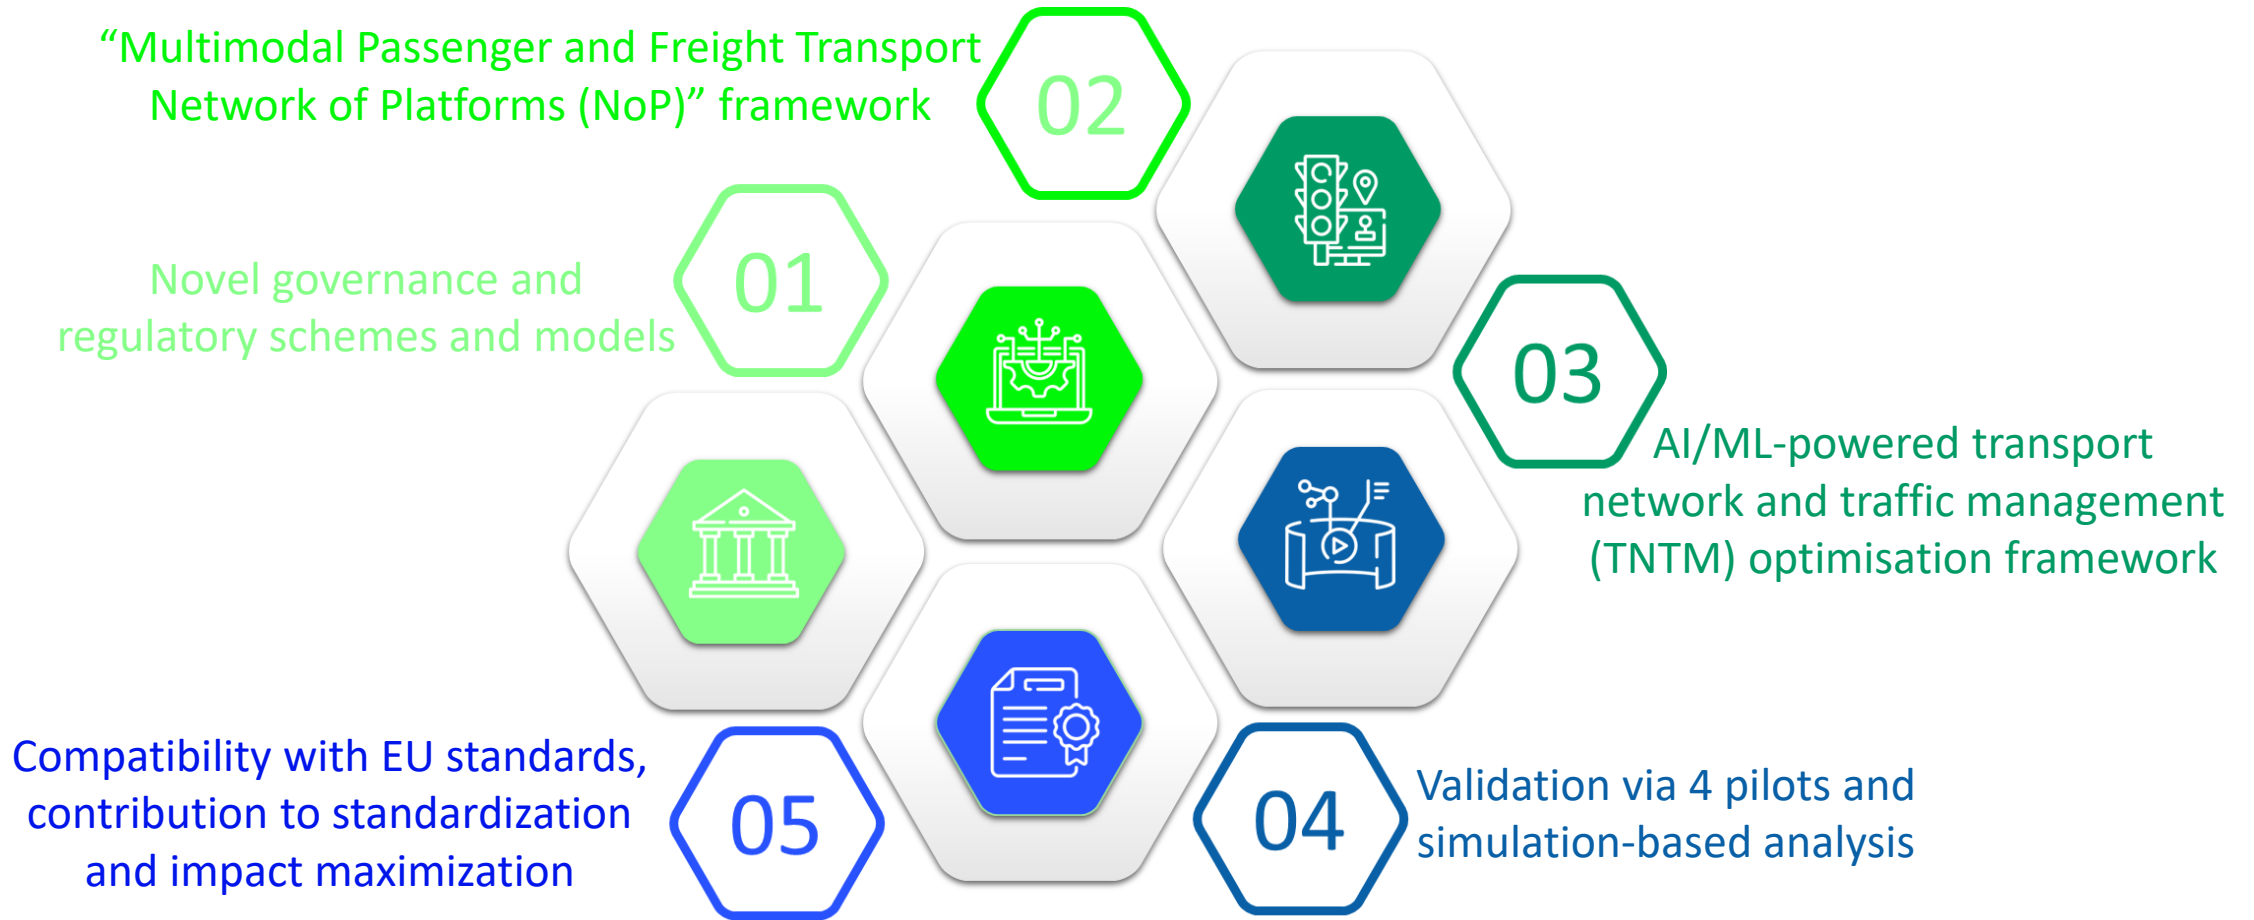 “Multimodal Passenger and Freight Transport
Network of Platforms (NoP)” framework
02
01
Novel governance and
regulatory schemes and models
03
AI/ML-powered transport
network and traffic management
(TNTM) optimisation framework
04
Validation via 4 pilots and
simulation-based analysis
05
Compatibility with EU standards,
contribution to standardization
and impact maximization